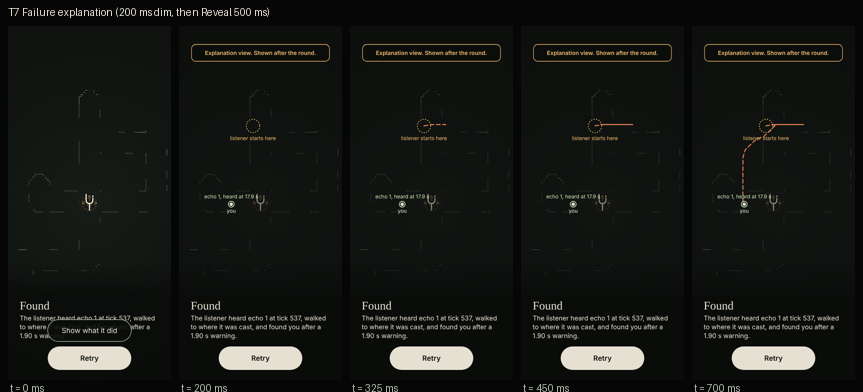 T7 Failure explanation (200 ms dim, then Reveal 500 ms)
Found
The listener heard echo 1 at tick 537, walked
to where it was cast, and found you after a
1.90 s
Show what it did
Retry
t = 0 ms
Explanation view. Shown after the round.
listener starts here
echo 1, heard at 17.9
you
Found
The listener heard echo 1 at tick 537, walked
to where it was cast, and found you after a
1.90 s warning.
Retry
t = 200 ms
Explanation view. Shown after the round.
listener starts here
echo 1, heard at 17.9
you
Found
The listener heard echo 1 at tick 537, walked
to where it was cast, and found you after a
1.90 s warning.
Retry
t = 325 ms
Explanation view. Shown after the round.
listener starts here
echo 1, heard at 17.9
you
Found
The listener heard echo 1 at tick 537, walked
to where it was cast, and found you after a
1.90 s warning.
Retry
t = 450 ms
Explanation view. Shown after the round.
listener starts here
echo 1, heard at 17.9
you
Found
The listener heard echo 1 at tick 537, walked
to where it was cast, and found you after a
1.90 s warning.
Retry
t = 700 ms